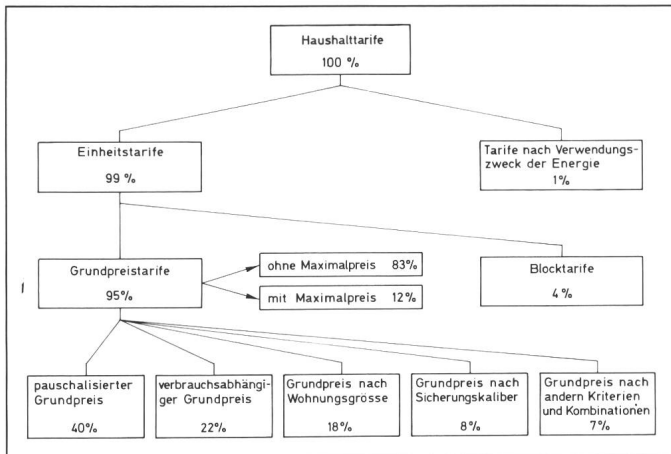 Haushalttarife
100 %
Einheitstarife
99 %
Tarife nach Verwendungs-
zweck der Energie
1%
Grundpreistarife
95%
ohne Maximalpreis 83%
mit Maximalpreis 12%
Blocktarife
4 %
pauschalisierter
Grundpreis
40%
verbrauchsabhängi-
ger Grundpreis
22%
Grundpreis nach
Wohnungsgrösse
18%
Grundpreis nach
Sicherungskaliber
8%
Grundpreis nach
andern Kriterien
und Kombinationen
7%